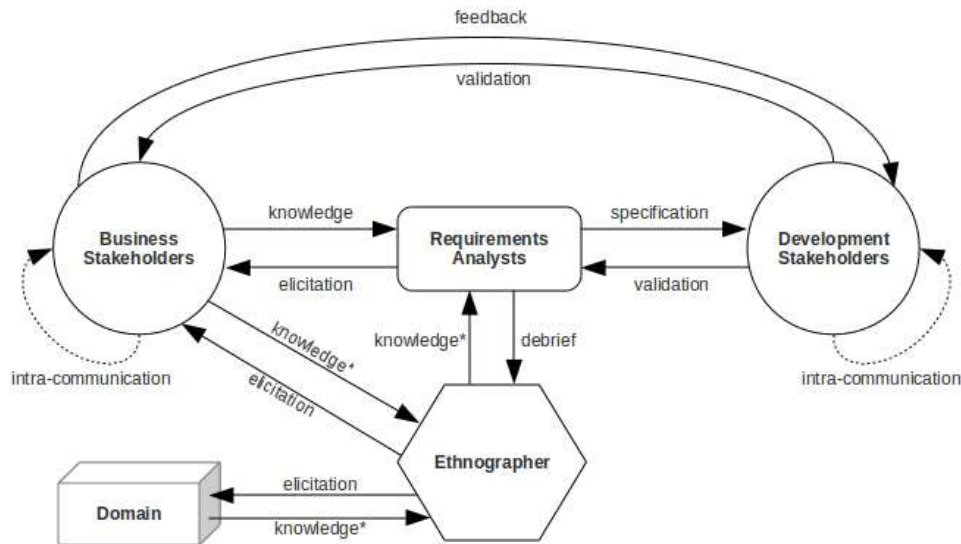 feedback
validation
knowledge
specification
Business
Stakeholders
Requirements
Analysts
Development
Stakeholders
elicitation
validation
knowledge*
knowledge*
debrief
intra-communication
intra-communication
elicitation
Ethnographer
elicitation
Domain
knowledge*